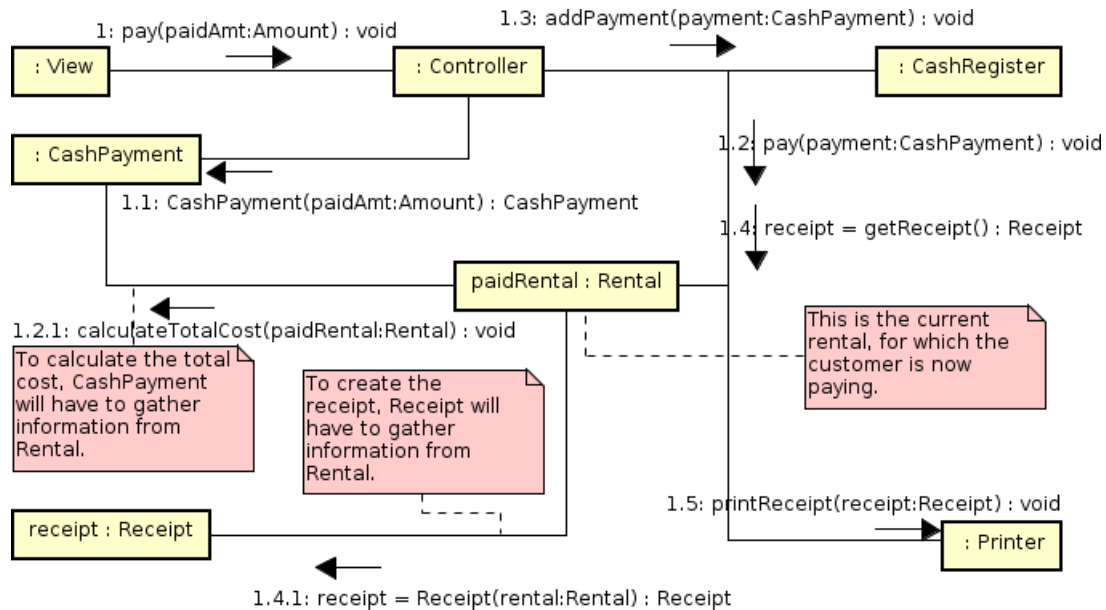 1.3: addPayment(payment:CashPayment) : void
1: pay(paidAmt:Amount) : void
: View
: Controller
: CashRegister
: CashPayment
1.2: pay(payment:CashPayment) : void
1.1: CashPayment(paidAmt:Amount) : CashPayment
1.4: receipt = getReceipt() : Receipt
paidRental : Rental
1.2.1: calculateTotalCost(paidRental:Rental) : void
This is the current
rental, for which the
customer is now
paying.
To calculate the total
cost, CashPayment
will have to gather
information from
Rental.
To create the
receipt, Receipt will
have to gather
information from
Rental.
1.5: printReceipt(receipt:Receipt) : void
receipt : Receipt
: Printer
1.4.1: receipt = Receipt(rental:Rental) : Receipt